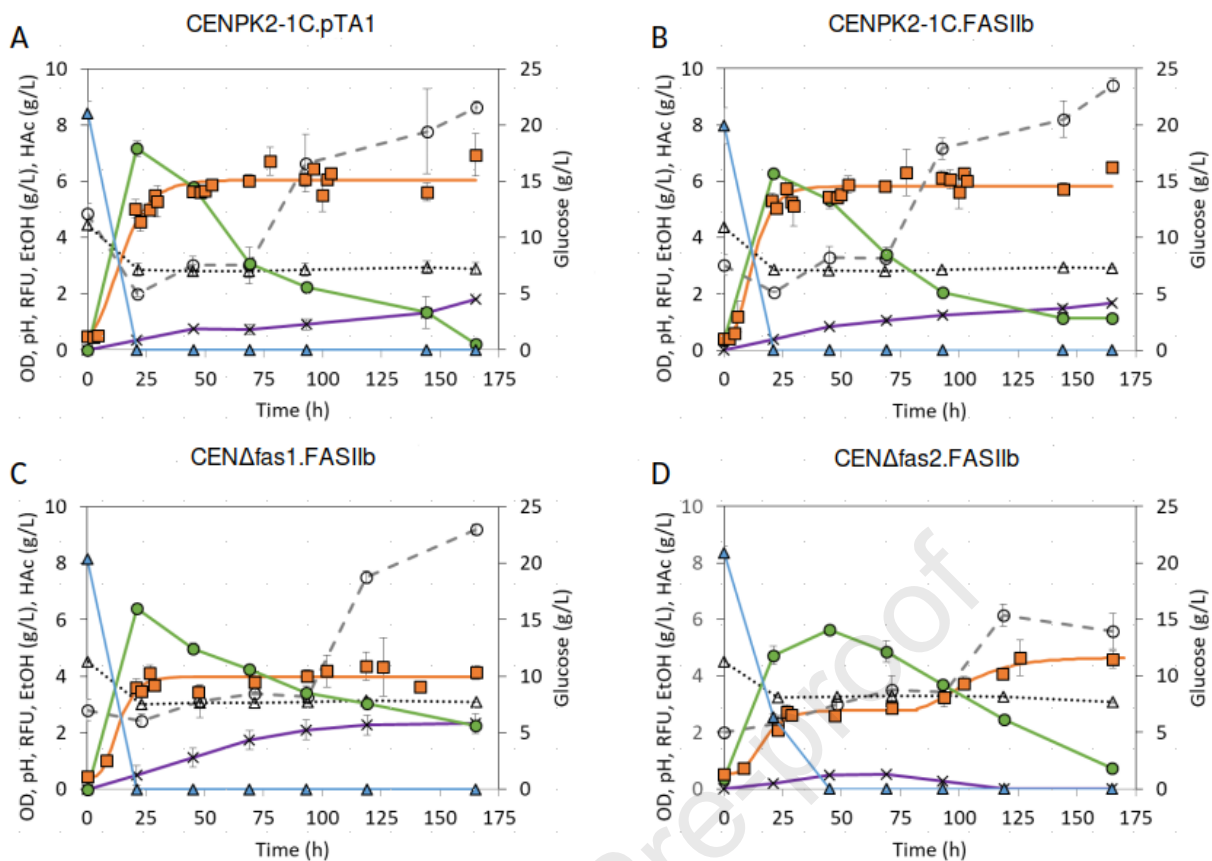 A
CENPK2-1C.pTA1
OD, pH, RFU, EtOH (g/L), HAc (g/L)
10
8
6
4
2
0
25
20
15
10
5
0
Glucose (g/L)
0 25 50 75 100 125 150 175
Time (h)
B
CENPK2-1C.FASIIb
OD, pH, RFU, EtOH (g/L), HAc (g/L)
10
8
6
4
2
0
25
20
15
10
5
0
Glucose (g/L)
0 25 50 75 100 125 150 175
Time (h)
C
CENΔfas1.FASIIb
OD, pH, RFU, EtOH (g/L), HAc (g/L)
10
8
6
4
2
0
25
20
15
10
5
0
Glucose (g/L)
0 25 50 75 100 125 150 175
Time (h)
D
CENΔfas2.FASIIb
OD, pH, RFU, EtOH (g/L), HAc (g/L)
10
8
6
4
2
0
25
20
15
10
5
0
Glucose (g/L)
0 25 50 75 100 125 150 175
Time (h)
re-proof